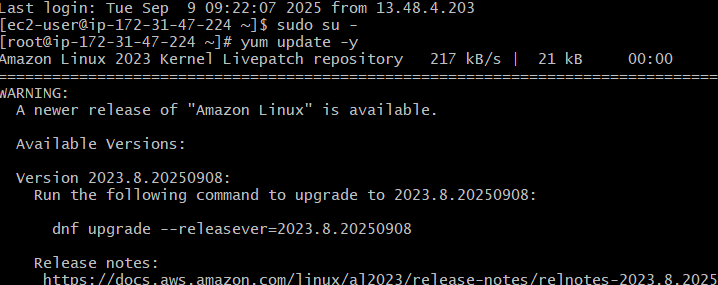 Last login: Tue Sep  9 09:22:07 2025 from 13.48.4.203
[ec2-user@ip-172-31-47-224 ~]$ sudo su -
[root@ip-172-31-47-224 ~]# yum update -y
Amazon Linux 2023 Kernel Livepatch repository   217 kB/s |  21 kB     00:00
================================================================================
WARNING:
  A newer release of "Amazon Linux" is available.
  Available Versions:
  Version 2023.8.20250908:
    Run the following command to upgrade to 2023.8.20250908:
      dnf upgrade --releasever=2023.8.20250908
    Release notes:
     https://docs.aws.amazon.com/linux/al2023/release-notes/relnotes-2023.8.2025